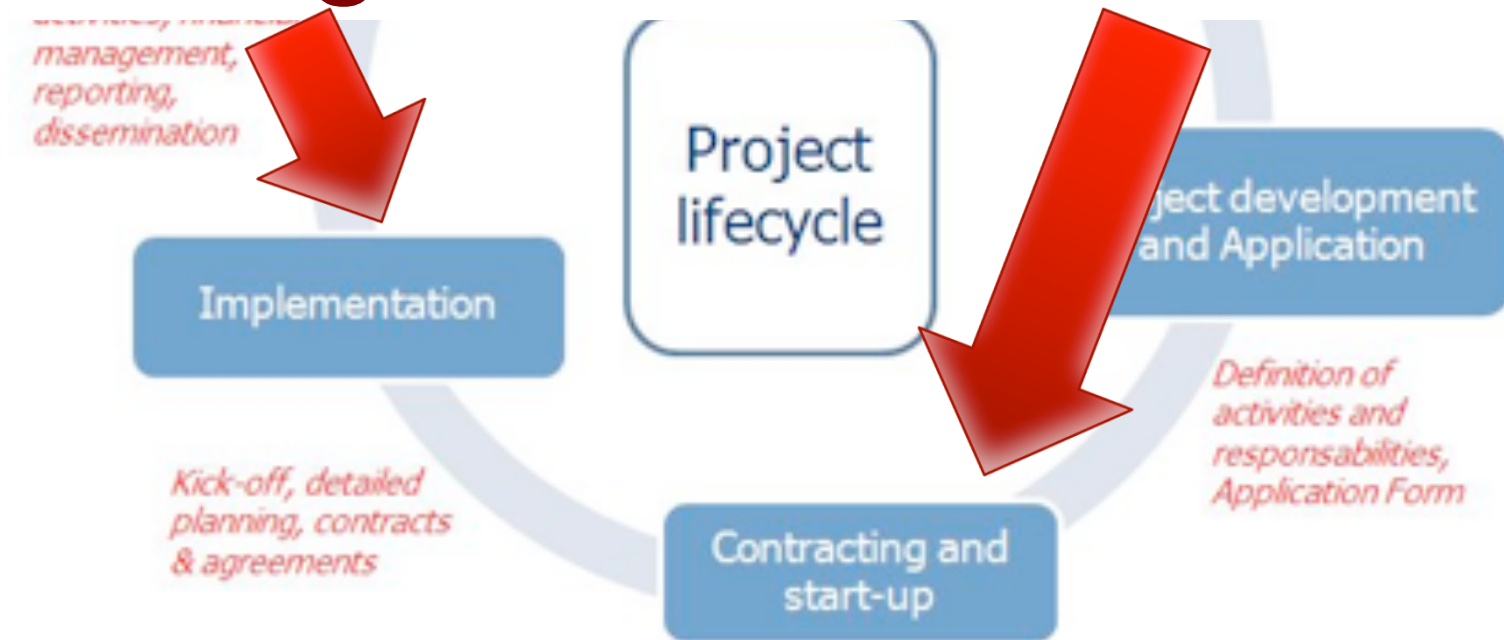 management,
reporting,
dissemination
Project
lifecycle
ject development
and Application
Implementation
Definition of
activities and
responsabilities,
Application Form
Kick-off, detailed
planning, contracts
& agreements
Contracting and
start-up